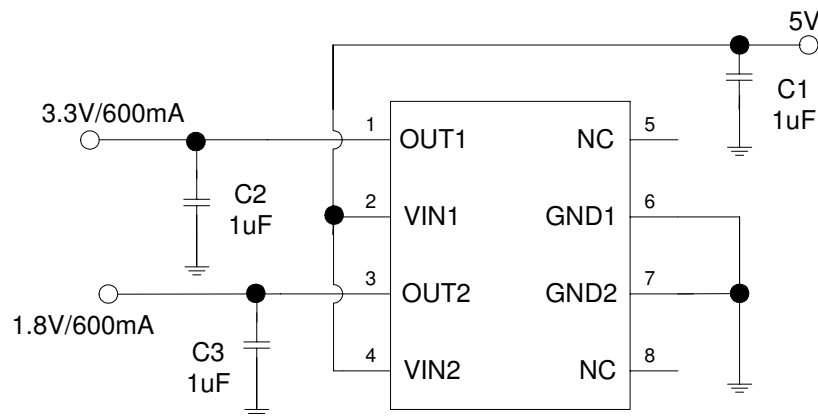 5V
C1
1uF
3.3V/600mA
1
OUT1
NC
5
C2
1uF
2
VIN1
GND1
6
3
OUT2
GND2
7
1.8V/600mA
C3
1uF
4
VIN2
NC
8